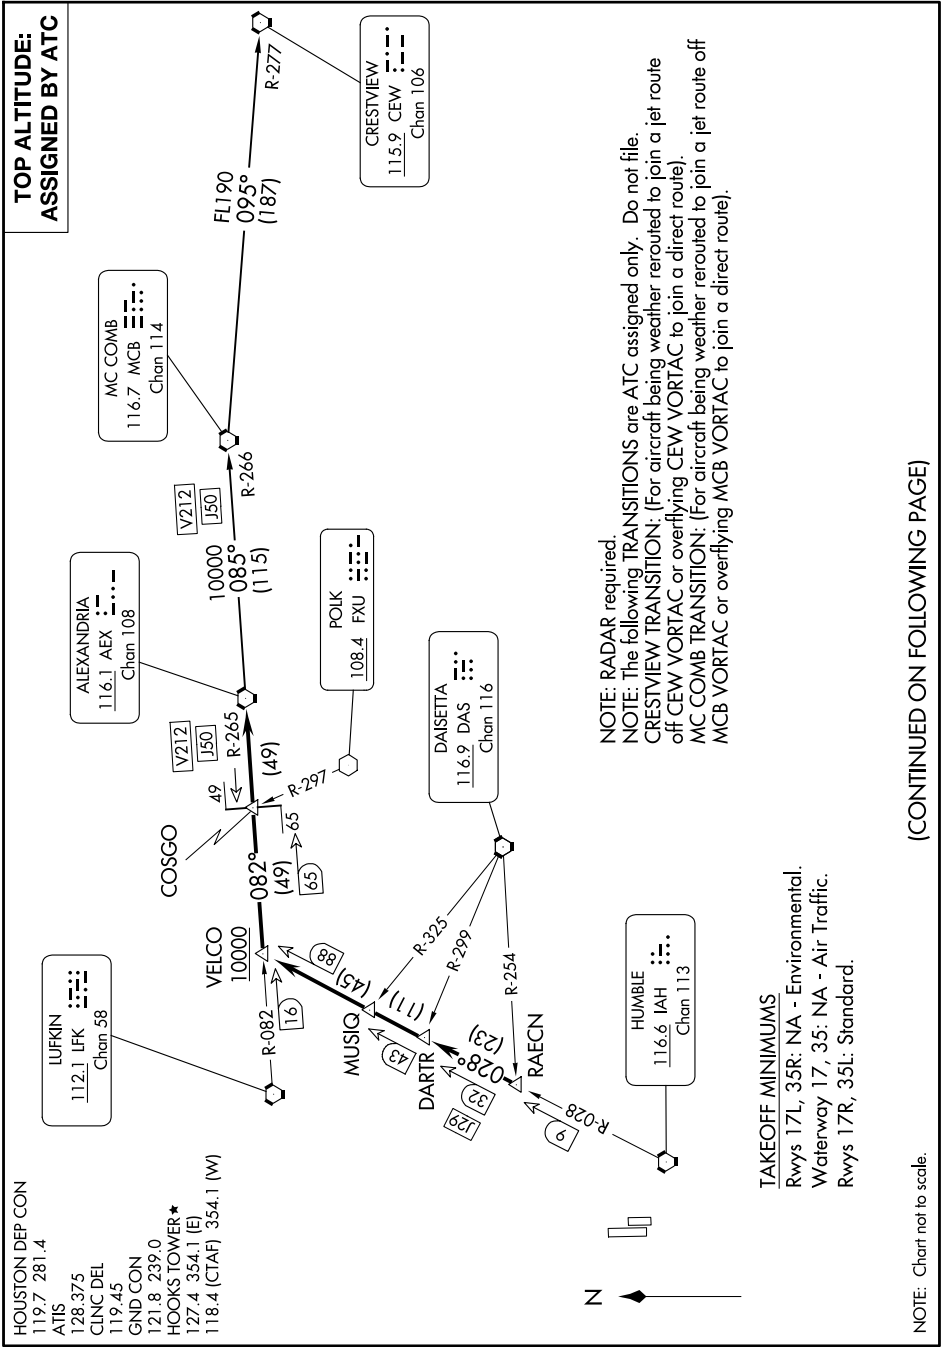 TOP ALTITUDE:
ASSIGNED BY ATC
HOUSTON DEP CON
119.7 281.4
ATIS
128.375
CLNC DEL
119.45
GND CON
121.8 239.0
HOOKS TOWER★
127.4 354.1 (E)
118.4 (CTAF) 354.1 (W)
LUFKIN
112.1 LFK
Chan 58
ALEXANDRIA
116.1 AEX
Chan 108
MC COMB
116.7 MCB
Chan 114
CRESTVIEW
115.9 CEW
Chan 106
POLK
108.4 FXU
DAISETTA
116.9 DAS
Chan 116
HUMBLE
116.6 IAH
Chan 113
R-277
FL190
095°
(187)
R-266
V212
J50
10000
085°
(115)
V212
J50
R-265
(49)
49
R-297
COSGO
65
65
082°
(49)
VELCO
10000
R-082
16
88
(45)
MUSIQ
R-325
43
(11)
R-299
DARTR
(23)
028°
32
J29
R-254
RAECN
9
R-028
N
NOTE: RADAR required.
NOTE: The following TRANSITIONS are ATC assigned only. Do not file.
CRESTVIEW TRANSITION: (For aircraft being weather rerouted to join a jet route
off CEW VORTAC or overflying CEW VORTAC to join a direct route).
MC COMB TRANSITION: (For aircraft being weather rerouted to join a jet route off
MCB VORTAC or overflying MCB VORTAC to join a direct route).
TAKEOFF MINIMUMS
Rwys 17L, 35R: NA - Environmental.
Waterway 17, 35: NA - Air Traffic.
Rwys 17R, 35L: Standard.
(CONTINUED ON FOLLOWING PAGE)
NOTE: Chart not to scale.